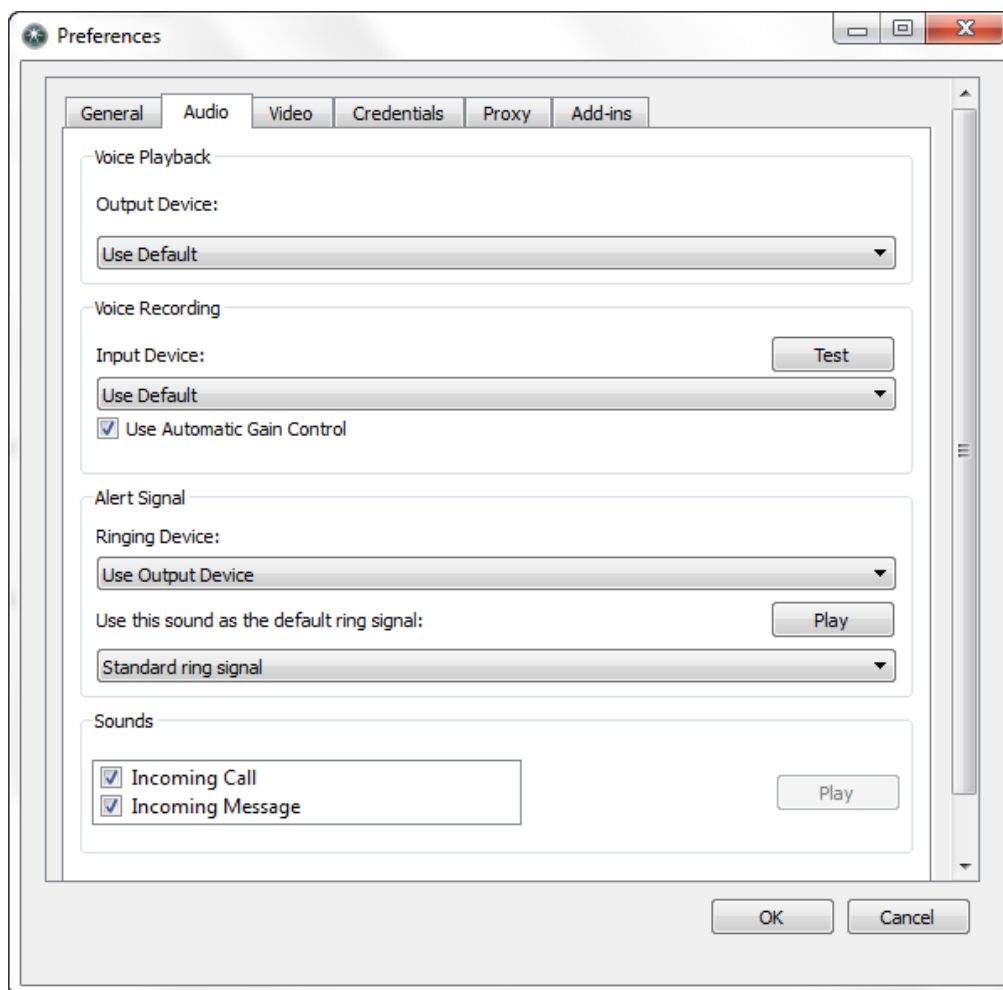 Preferences
General Audio Video Credentials Proxy Add-ins
Voice Playback
Output Device:
Use Default
Voice Recording
Input Device: Test
Use Default
Use Automatic Gain Control
Alert Signal
Ringing Device:
Use Output Device
Use this sound as the default ring signal: Play
Standard ring signal
Sounds
Incoming Call
Incoming Message
Play
OK Cancel